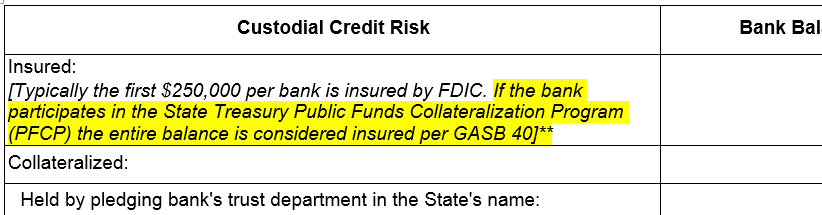 Custodial Credit Risk
Bank Bal
Insured:
[Typically the first $250,000 per bank is insured by FDIC. If the bank
participates in the State Treasury Public Funds Collateralization Program
(PFCP) the entire balance is considered insured per GASB 40]**
Collateralized:
Held by pledging bank's trust department in the State's name: